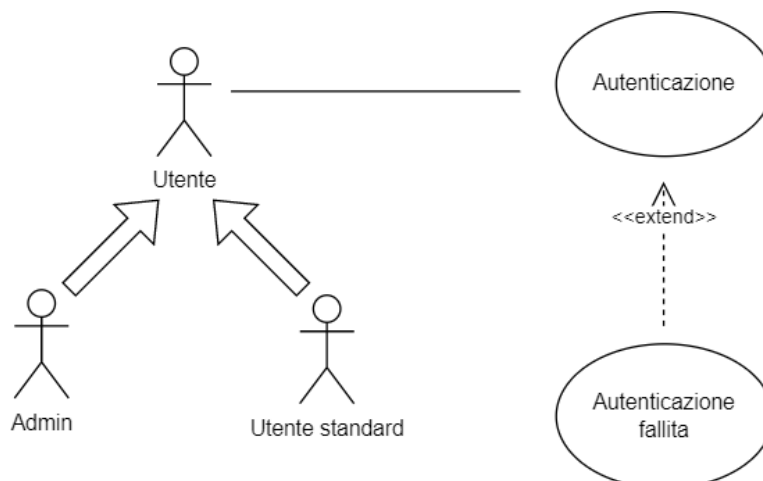 Autenticazione
Utente
<<extend>>
Admin
Utente standard
Autenticazione
fallita